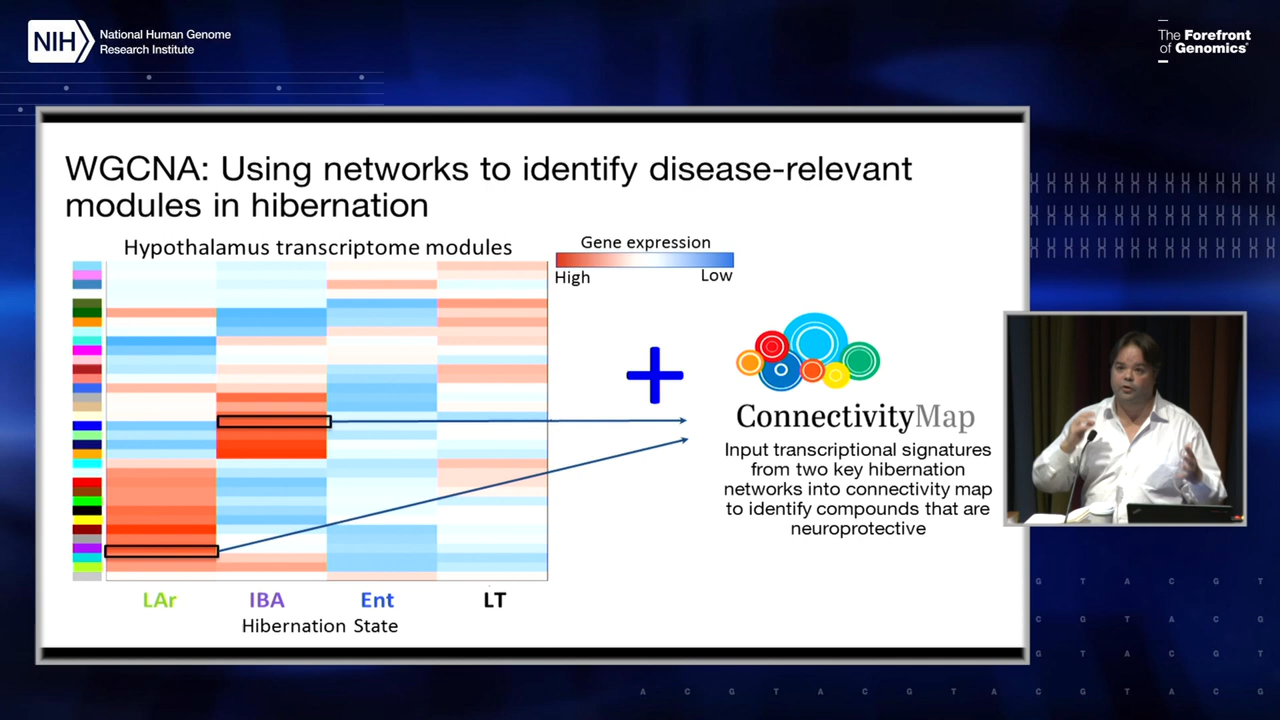 NIH
National Human Genome
Research Institute
The Forefront
of Genomics®
WGCNA: Using networks to identify disease-relevant
modules in hibernation
Hypothalamus transcriptome modules
Gene expression
High
Low
ConnectivityMap
Input transcriptional signatures
from two key hibernation
networks into connectivity map
to identify compounds that are
neuroprotective
LAr
IBA
Ent
LT
Hibernation State
G T A C G T
C G T A C G
G T A C G T
A C G T A C G T A C G T A C G